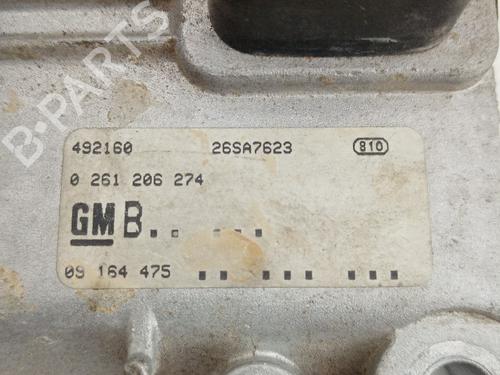 B-PARTS
492160 26SA7623 810
0 261 206 274
GM B.. ...
09 164 475 .. ... ...